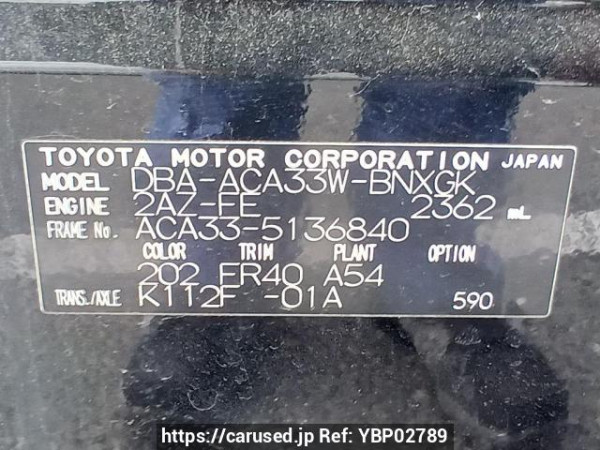 TOYOTA MOTOR CORPORATION JAPAN
MODEL DBA-ACA33W-BNXGK
ENGINE 2AZ-FE 2362 mL
FRAME No. ACA33-5136840
COLOR TRIM PLANT OPTION
202 FR40 A54
TRANS./AXLE K112F -01A 590
https://carused.jp Ref: YBP02789